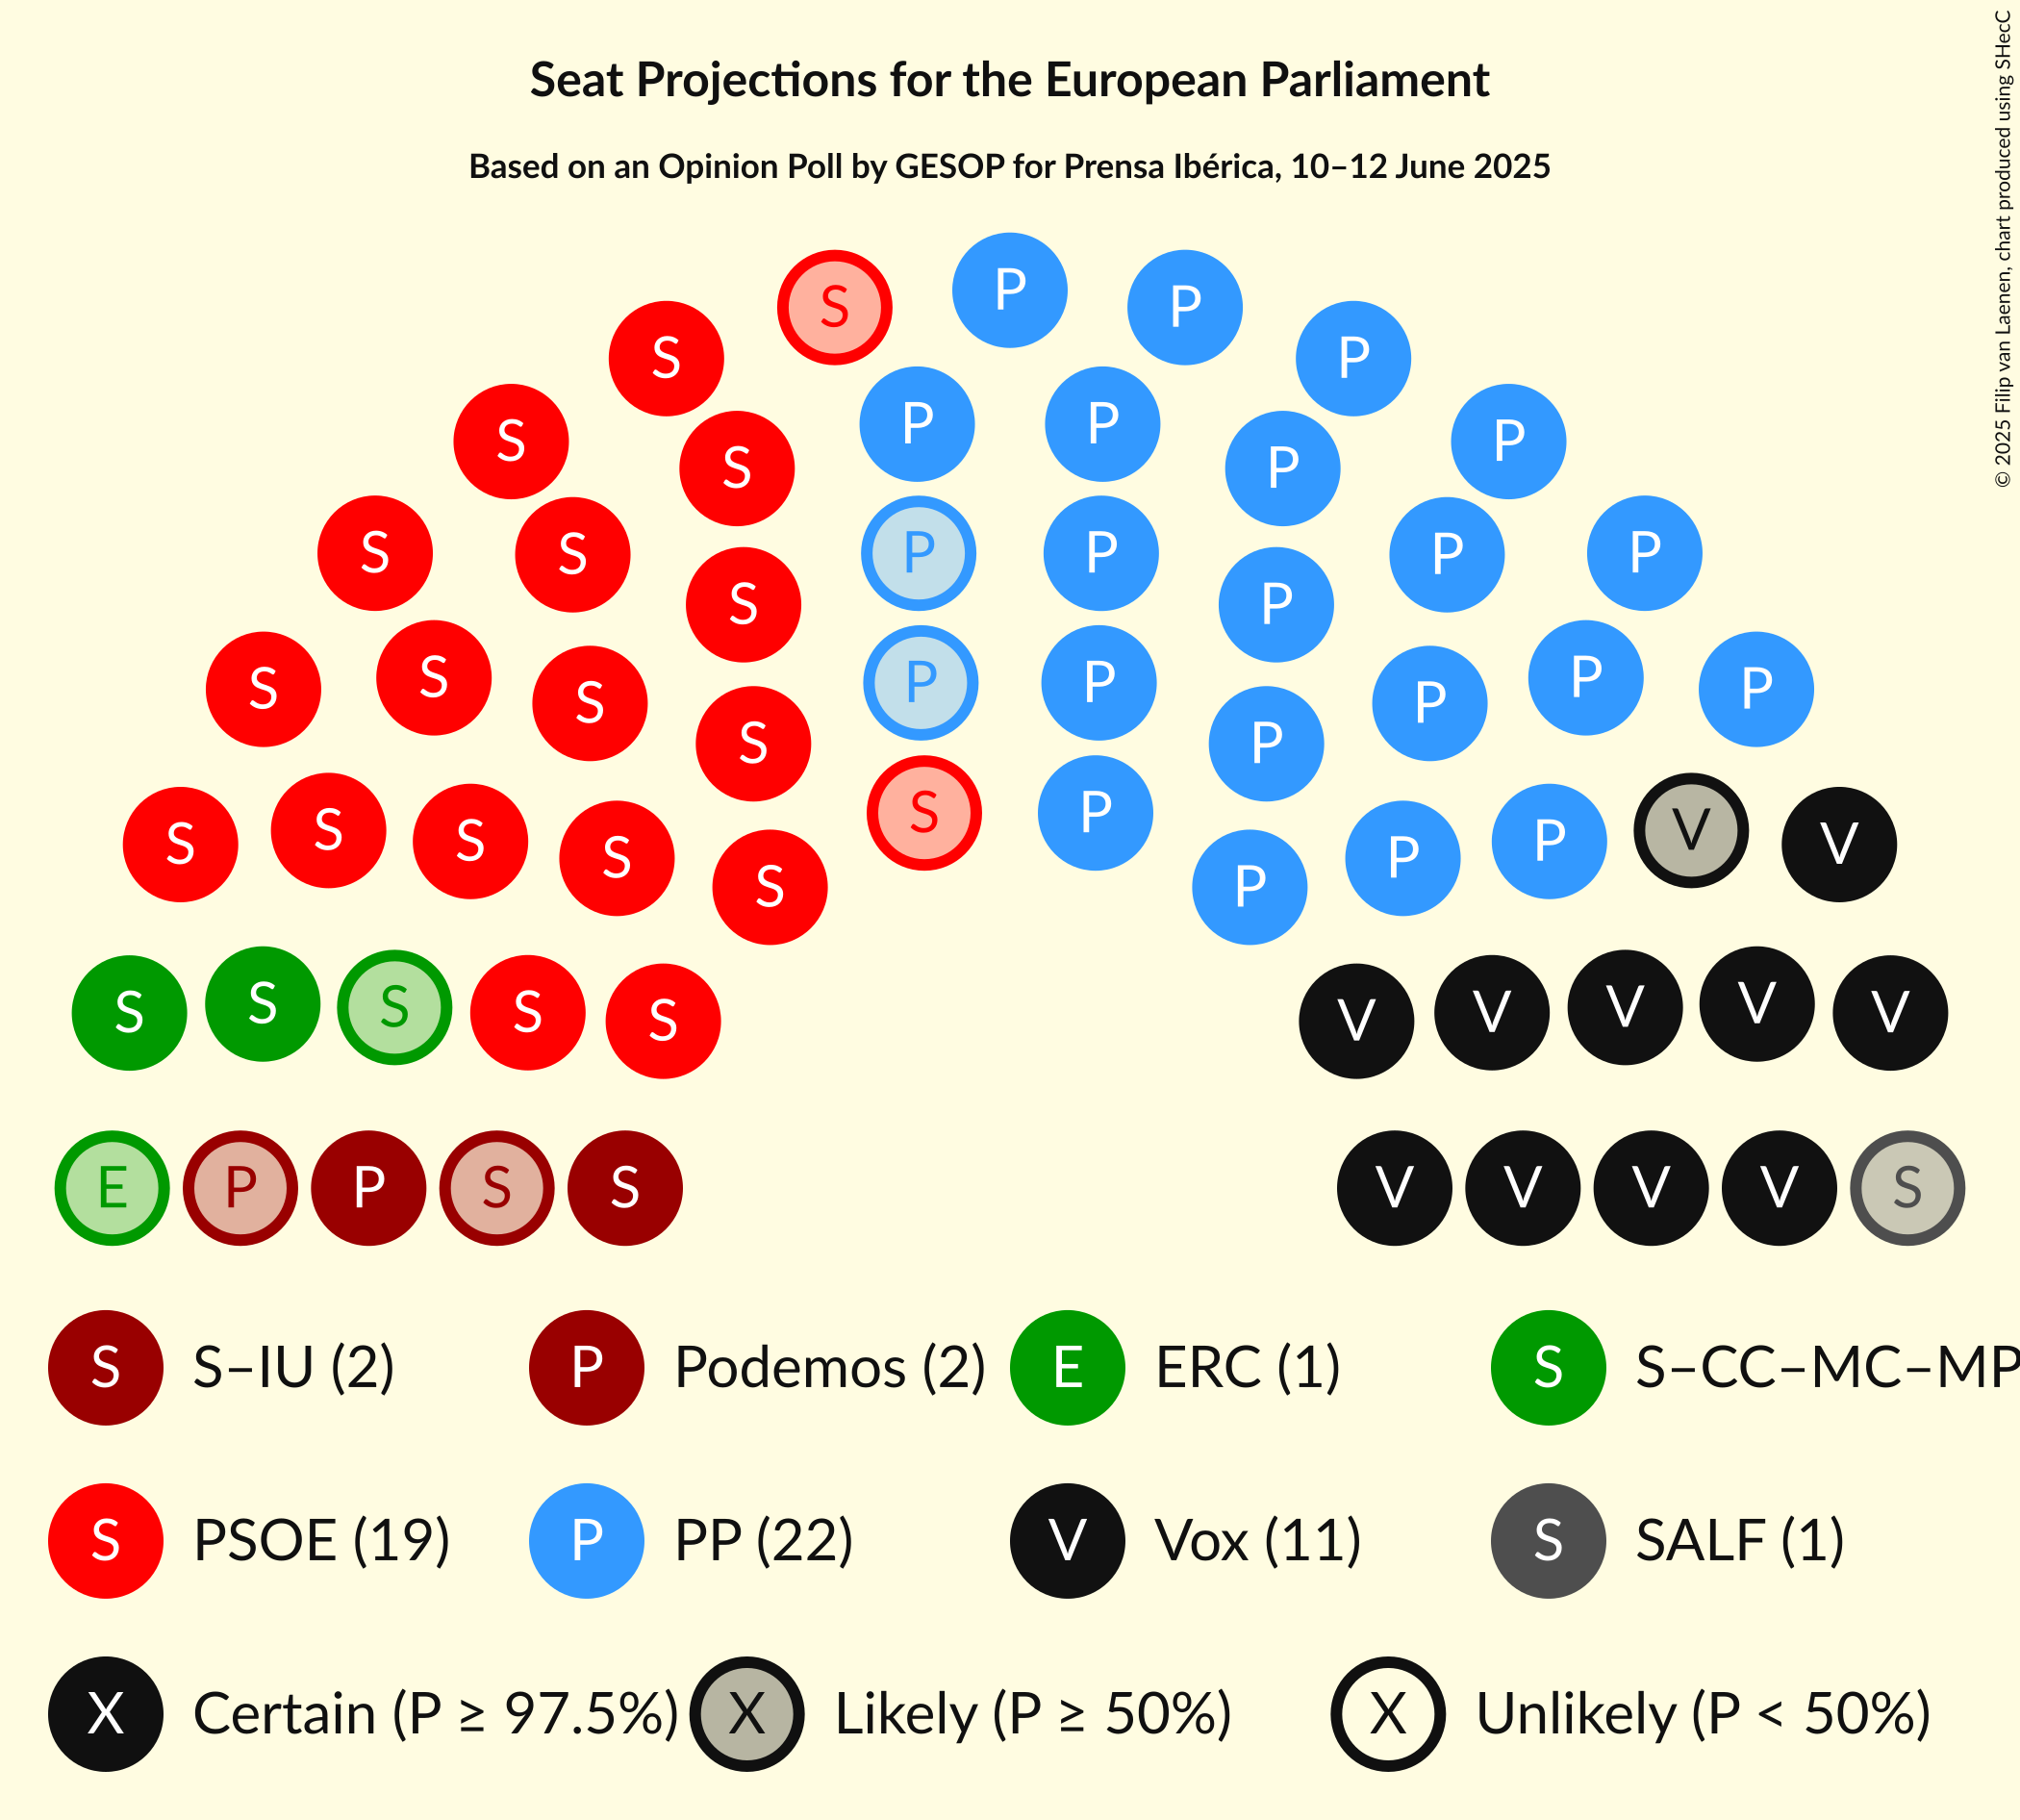 Seat Projections for the European Parliament
Based on an Opinion Poll by GESOP for Prensa Ibérica, 10–12 June 2025
© 2025 Filip van Laenen, chart produced using SHecC
P
S P P
S P
P P
S S P P
P P
S S P P
S P
S P P
S S P P
S P
S P P
S P
S V
S S P V
S P
S P
S V
S S V V
S S V V
S V
E P P S S V V V V S
S S–IU (2) P Podemos (2) E ERC (1) S S–CC–MC–MP
S PSOE (19) P PP (22) V Vox (11) S SALF (1)
X Certain (P ≥ 97.5%) X Likely (P ≥ 50%) X Unlikely (P < 50%)